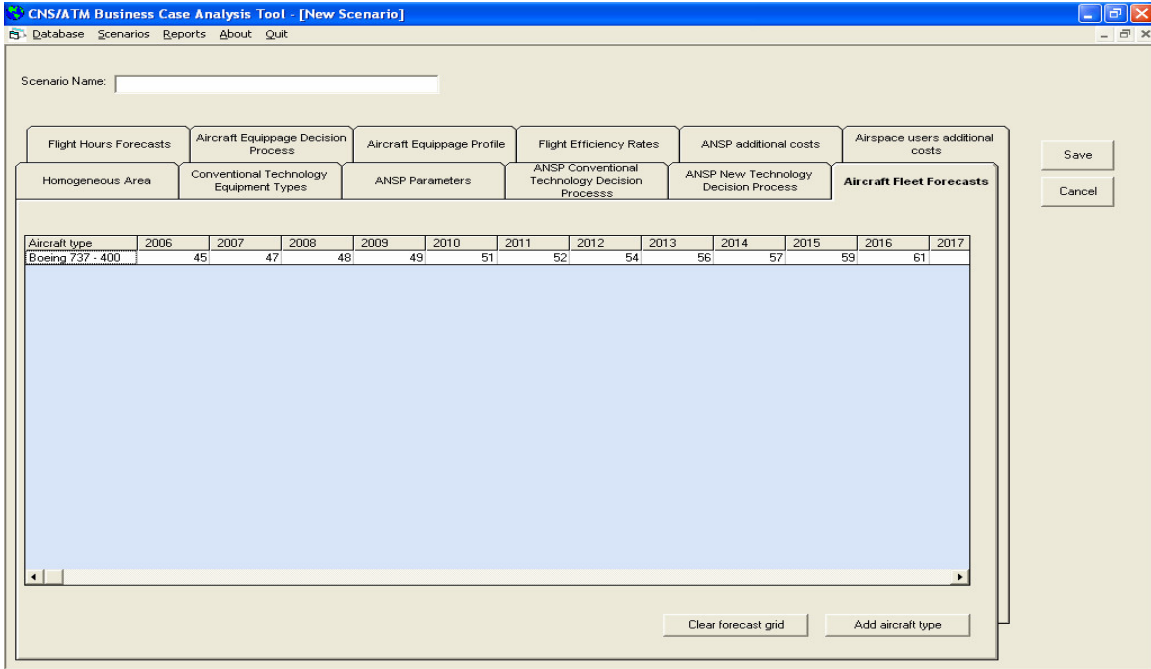 CNS/ATM Business Case Analysis Tool - [New Scenario]
Database Scenarios Reports About Quit
Scenario Name:
Flight Hours Forecasts
Aircraft Equippage Decision
Process
Aircraft Equippage Profile
Flight Efficiency Rates
ANSP additional costs
Airspace users additional
costs
Homogeneous Area
Conventional Technology
Equipment Types
ANSP Parameters
ANSP Conventional
Technology Decision
Processs
ANSP New Technology
Decision Process
Aircraft Fleet Forecasts
Save
Cancel
Aircraft type 2006 2007 2008 2009 2010 2011 2012 2013 2014 2015 2016 2017
Boeing 737 - 400 45 47 48 49 51 52 54 56 57 59 61
Clear forecast grid
Add aircraft type